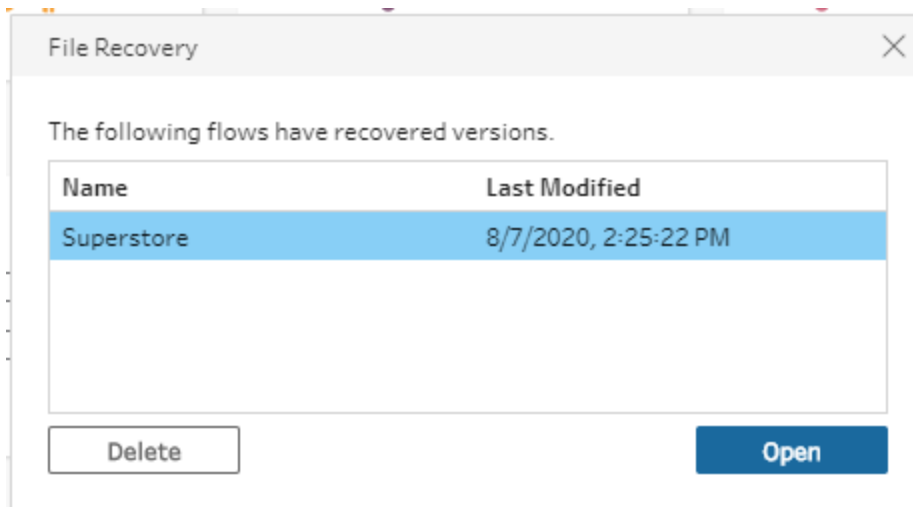 File Recovery
The following flows have recovered versions.
Name Last Modified
Superstore 8/7/2020, 2:25:22 PM
Delete Open